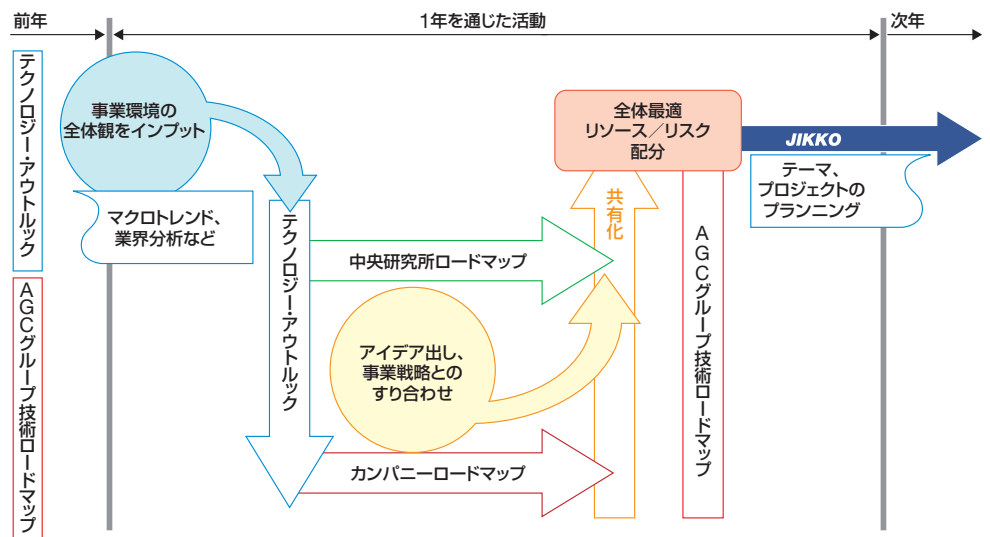 前年
1年を通じた活動
次年
テクノロジー・アウトルック
AGCグループ技術ロードマップ
事業環境の
全体観をインプット
マクロトレンド、
業界分析など
テクノロジー・アウトルック
中央研究所ロードマップ
アイデア出し、
事業戦略との
すり合わせ
カンパニーロードマップ
共有化
全体最適
リソース／リスク
配分
AGCグループ技術ロードマップ
JIKKO
テーマ、
プロジェクトの
プランニング